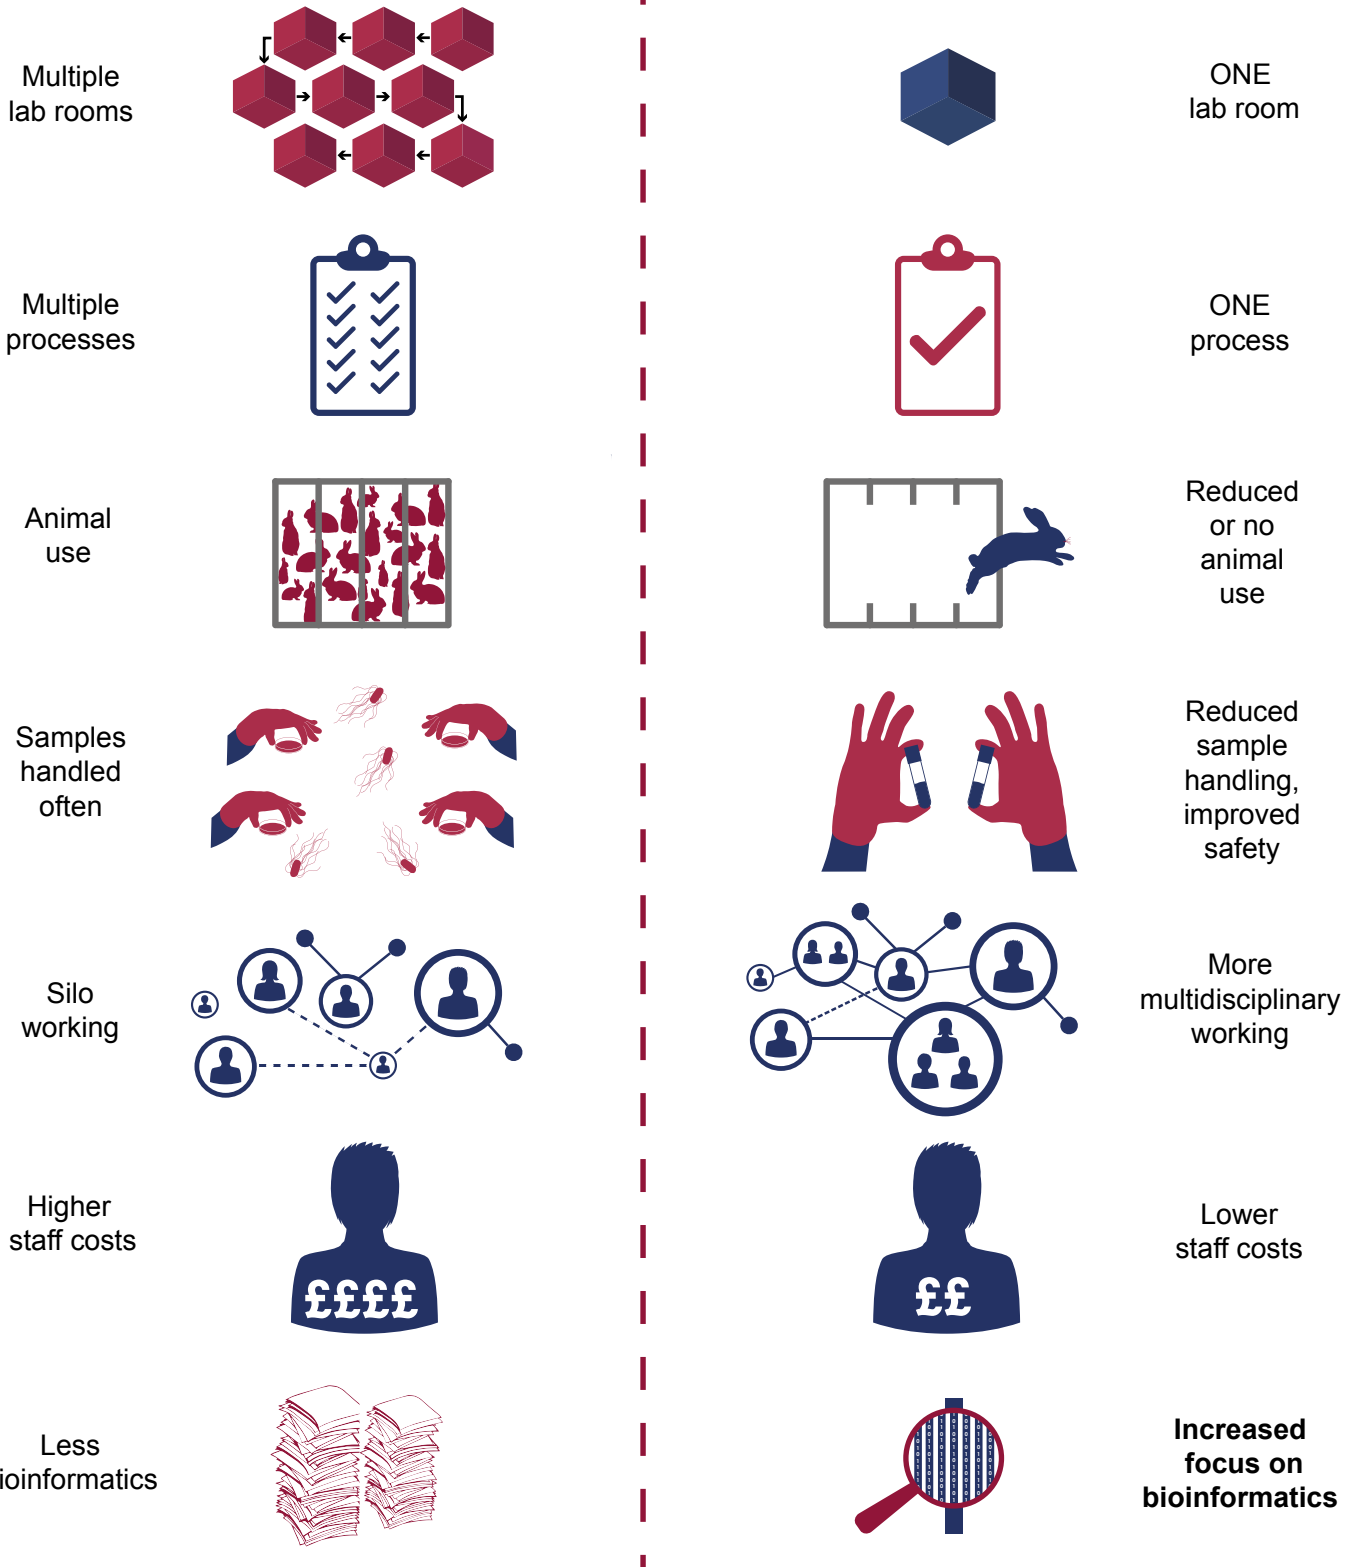 Multiple
lab rooms
ONE
lab room
Multiple
processes
ONE
process
Animal
use
Reduced
or no
animal
use
Samples
handled
often
Reduced
sample
handling,
improved
safety
Silo
working
More
multidisciplinary
working
Higher
staff costs
££££
Lower
staff costs
££
Less
ioinformatics
Increased
focus on
bioinformatics